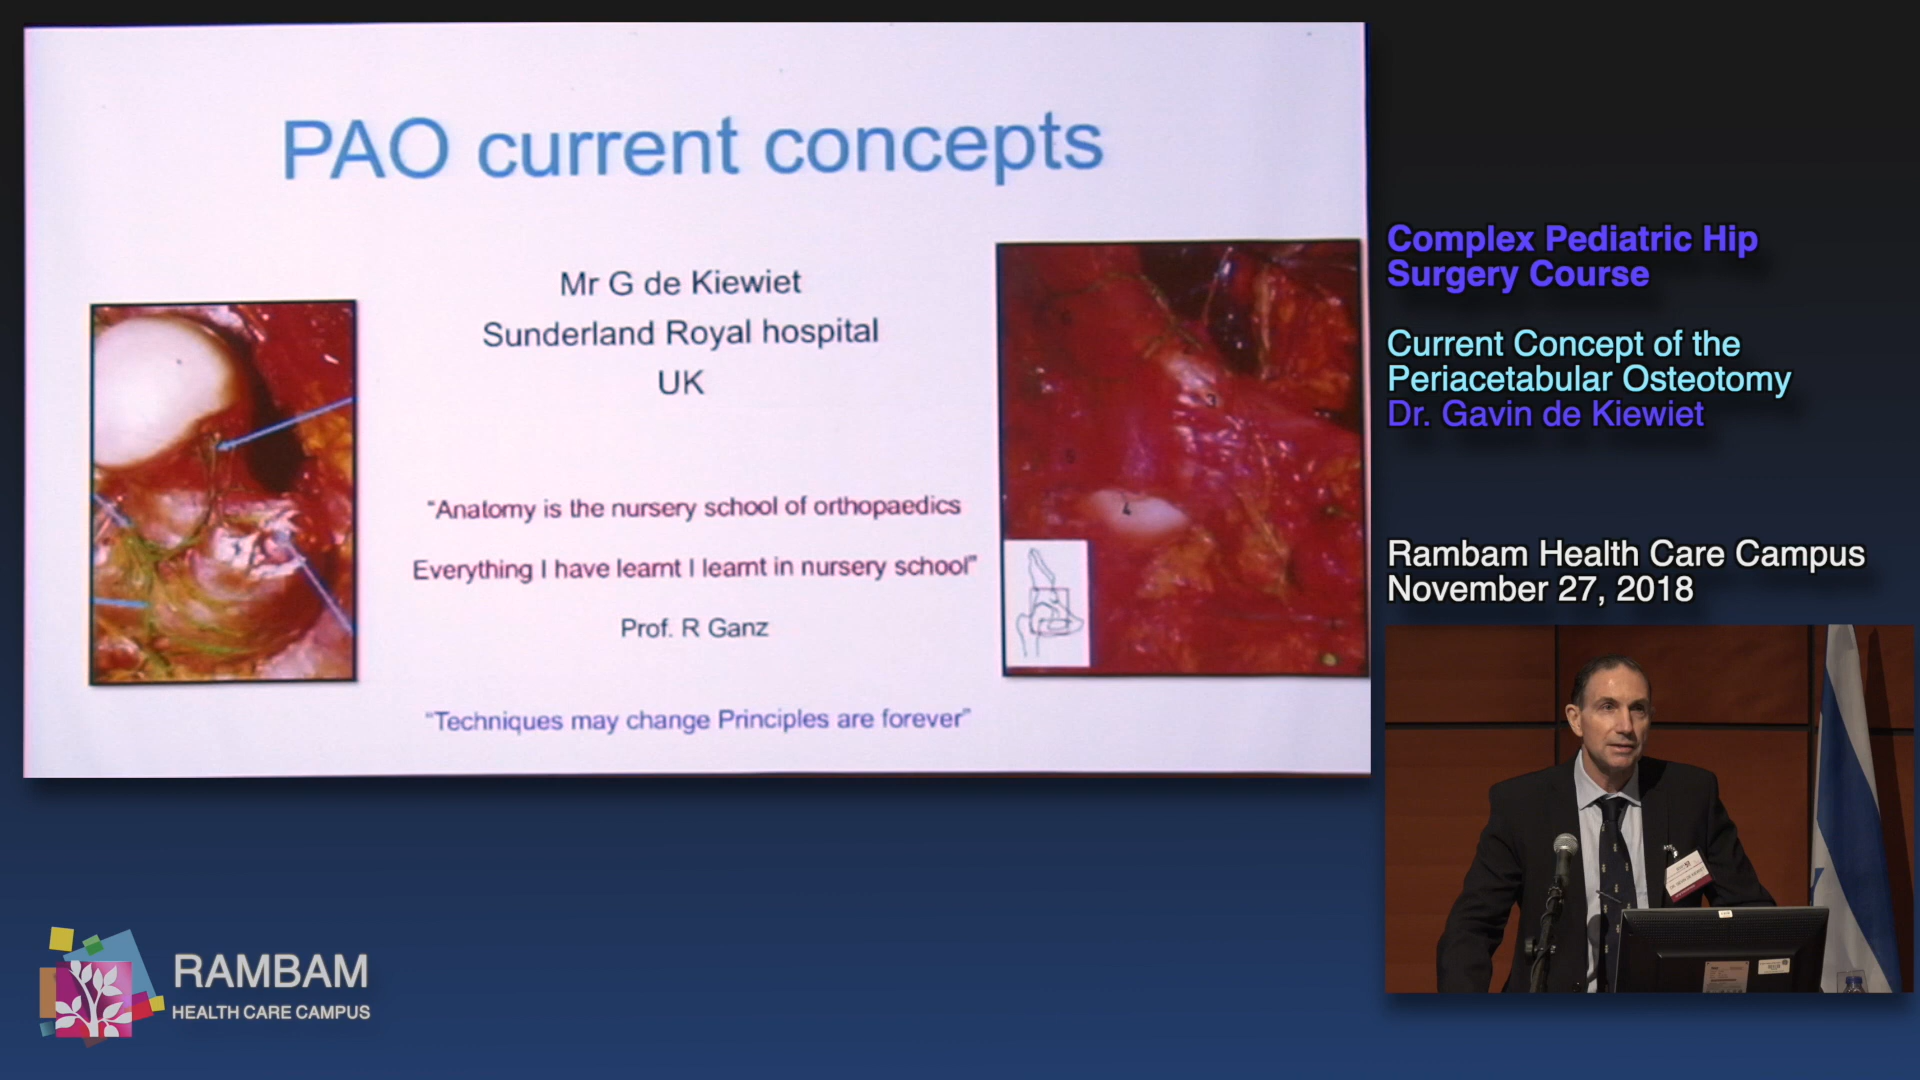 PAO current concepts
Mr G de Kiewiet
Sunderland Royal hospital
UK
"Anatomy is the nursery school of orthopaedics
Everything I have learnt I learnt in nursery school"
Prof. R Ganz
"Techniques may change Principles are forever"
3
4
Complex Pediatric Hip
Surgery Course
Current Concept of the
Periacetabular Osteotomy
Dr. Gavin de Kiewiet
Rambam Health Care Campus
November 27, 2018
RAMBAM
HEALTH CARE CAMPUS